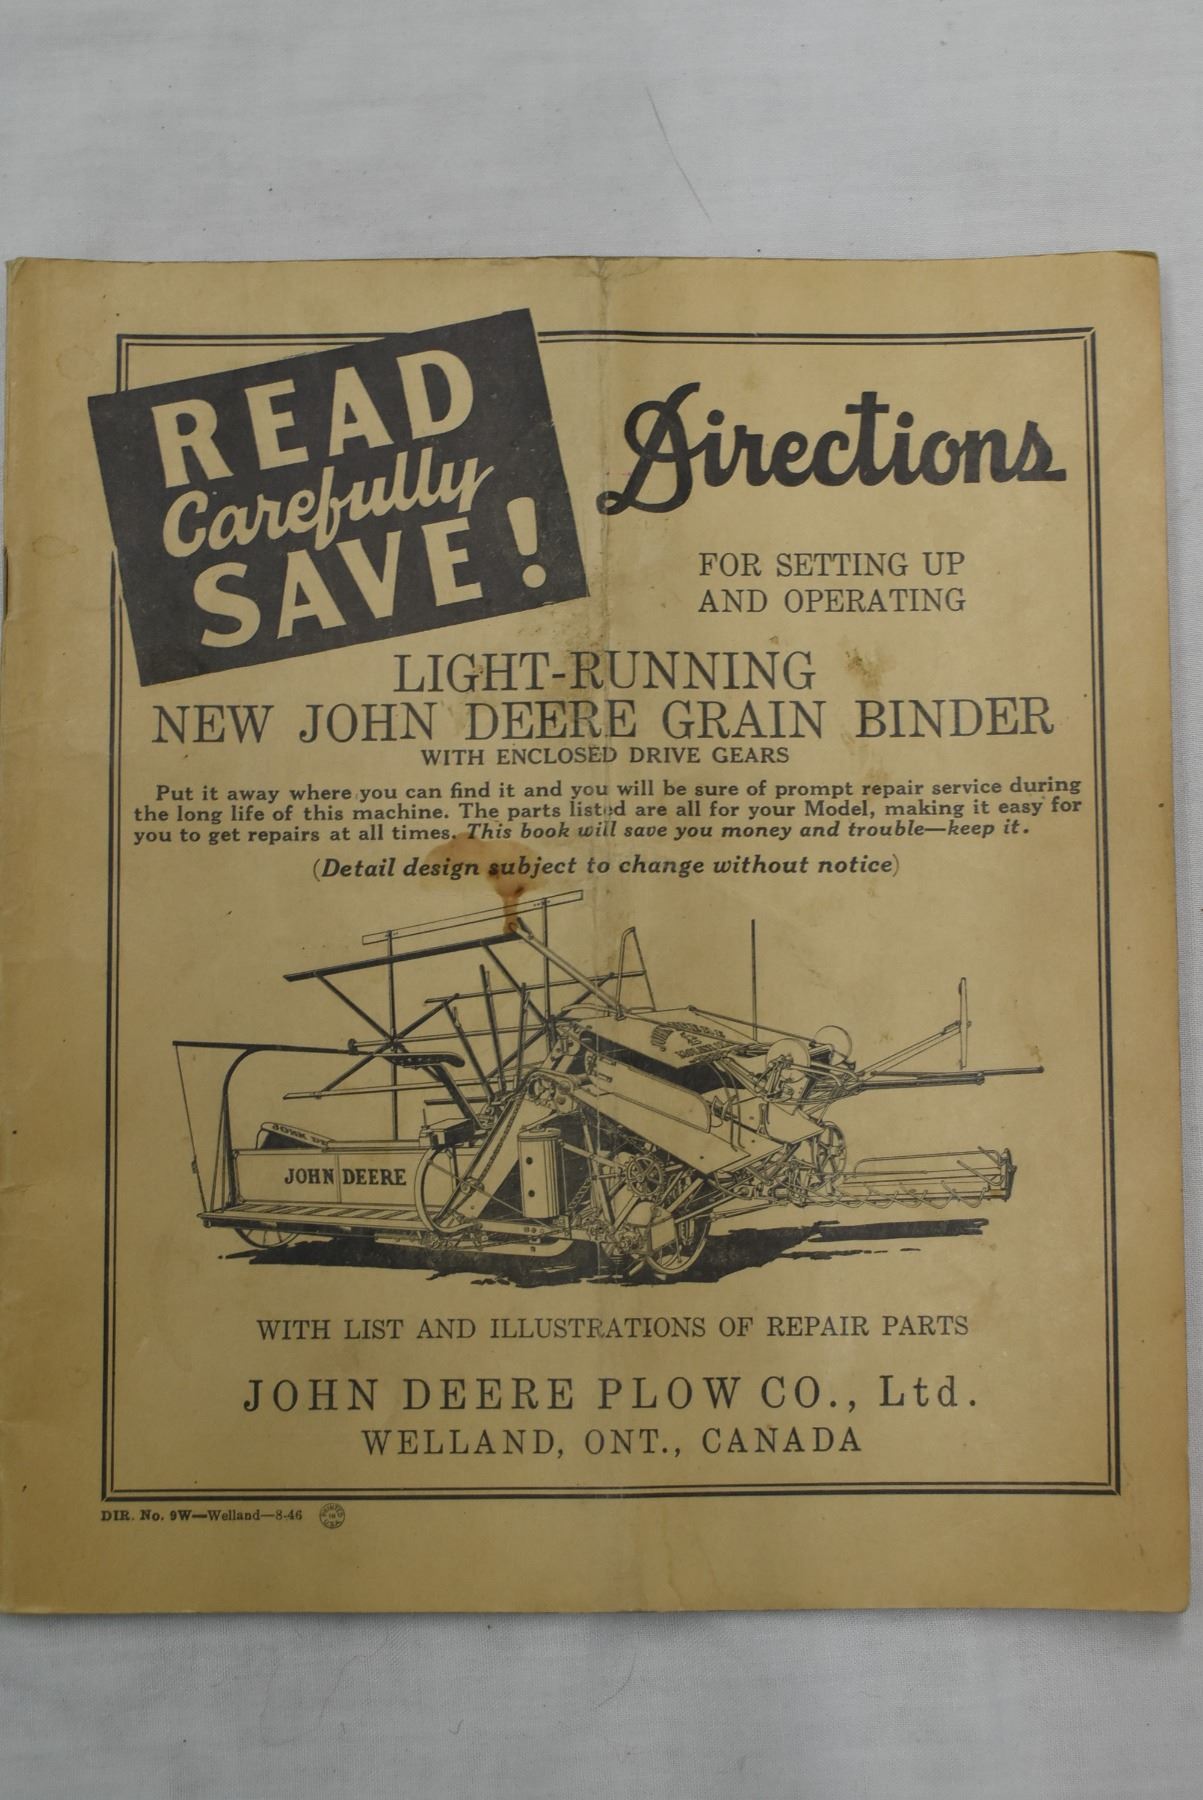 READ
Carefully
SAVE!
Directions
FOR SETTING UP
AND OPERATING
LIGHT-RUNNING
NEW JOHN DEERE GRAIN BINDER
WITH ENCLOSED DRIVE GEARS
Put it away where you can find it and you will be sure of prompt repair service during
the long life of this machine. The parts listed are all for your Model, making it easy for
you to get repairs at all times. This book will save you money and trouble—keep it.
(Detail design subject to change without notice)
JOHN DE
JOHN DEERE
WITH LIST AND ILLUSTRATIONS OF REPAIR PARTS
JOHN DEERE PLOW CO., Ltd.
WELLAND, ONT., CANADA
DIR. No. 9W—Welland—8-46
PRINTED
IN
U.S.A.